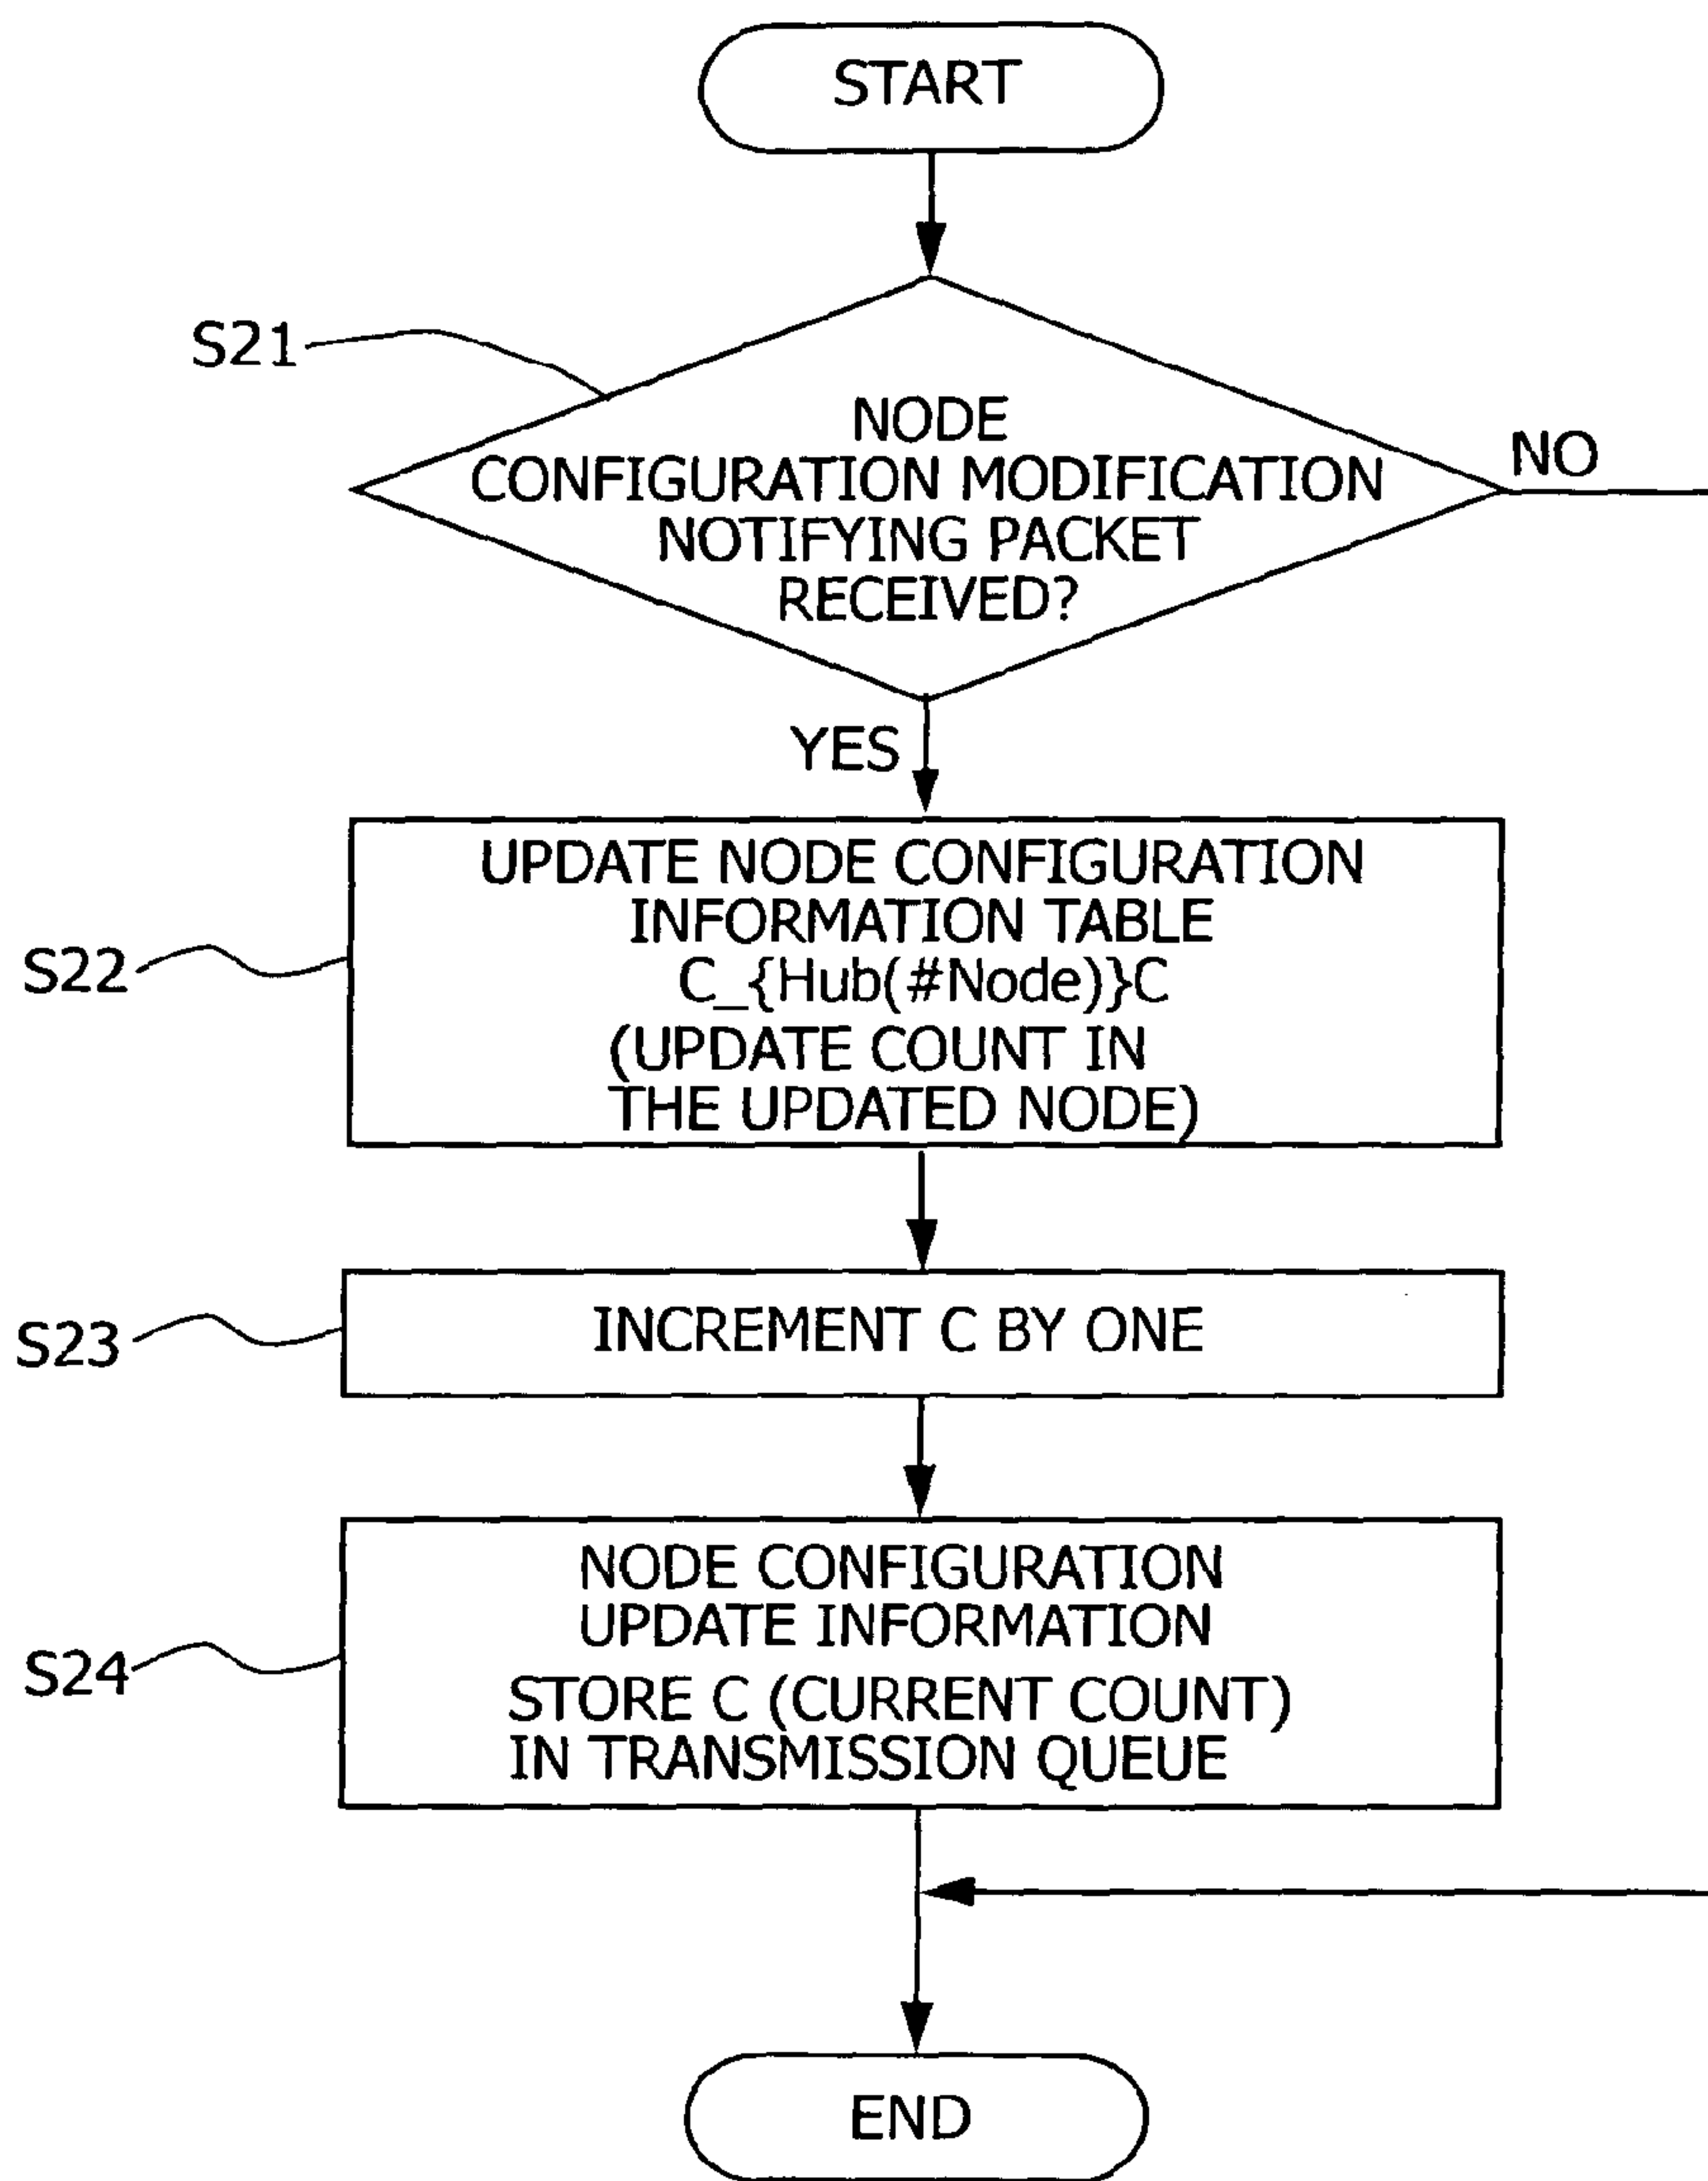 START
S21
NODE
CONFIGURATION MODIFICATION
NOTIFYING PACKET
RECEIVED?
NO
YES
UPDATE NODE CONFIGURATION
INFORMATION TABLE
C_{Hub(#Node)}C
(UPDATE COUNT IN
THE UPDATED NODE)
S22
INCREMENT C BY ONE
S23
NODE CONFIGURATION
UPDATE INFORMATION
STORE C (CURRENT COUNT)
IN TRANSMISSION QUEUE
S24
END